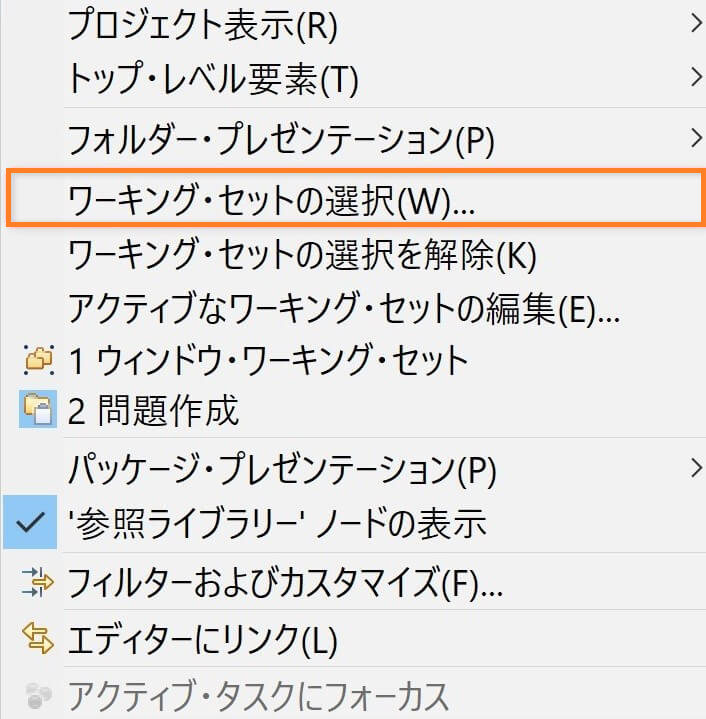 プロジェクト表示(R)
トップ・レベル要素(T)
フォルダー・プレゼンテーション(P)
ワーキング・セットの選択(W)...
ワーキング・セットの選択を解除(K)
アクティブなワーキング・セットの編集(E)...
1 ウィンドウ・ワーキング・セット
2 問題作成
パッケージ・プレゼンテーション(P)
'参照ライブラリー' ノードの表示
フィルターおよびカスタマイズ(F)...
エディターにリンク(L)
アクティブ・タスクにフォーカス